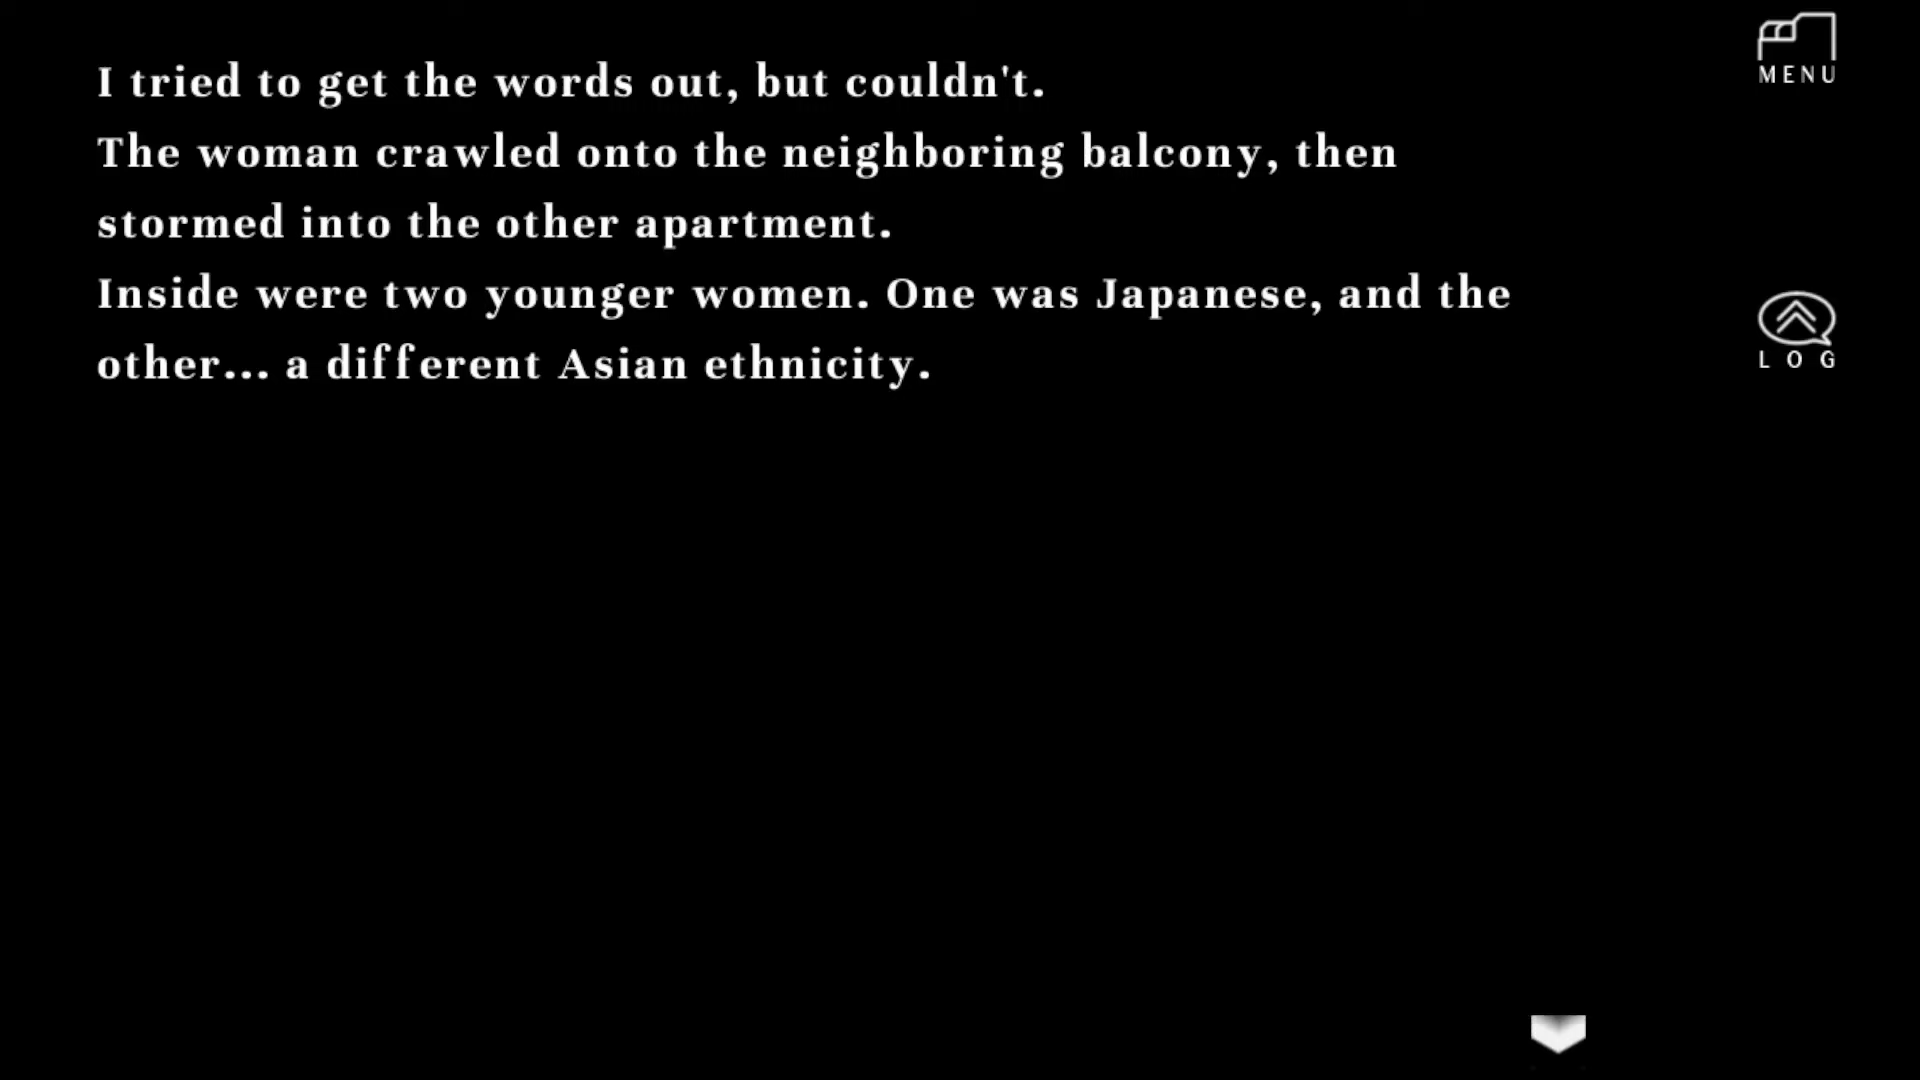 I tried to get the words out, but couldn't.
The woman crawled onto the neighboring balcony, then
stormed into the other apartment.
Inside were two younger women. One was Japanese, and the
other... a different Asian ethnicity.
MENU
LOG